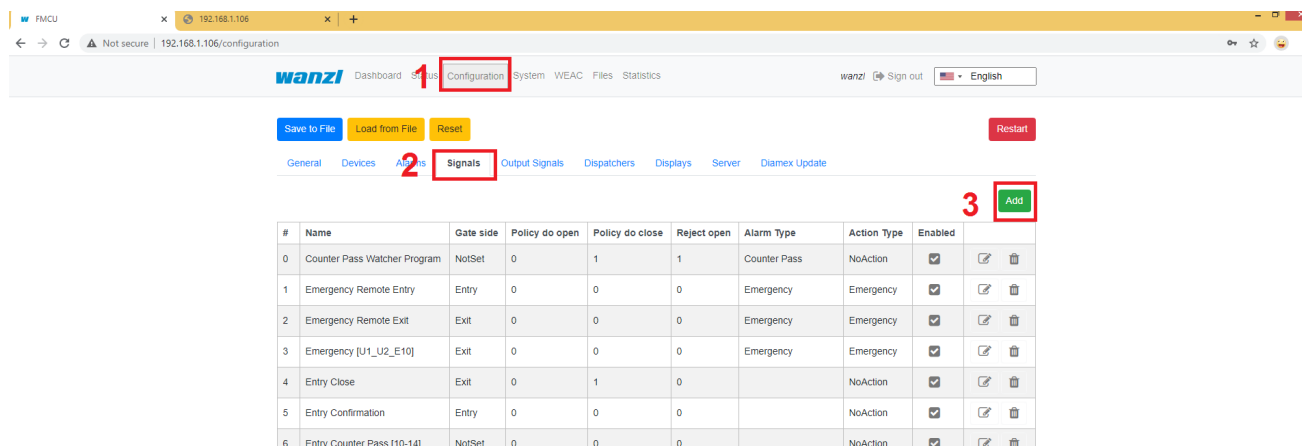 W FMCU × 192.168.1.106 × +
Not secure | 192.168.1.106/configuration
1
wanzl Dashboard Status Configuration System WEAC Files Statistics wanzl Sign out English
Save to File Load from File Reset Restart
2
General Devices Alarms Signals Output Signals Dispatchers Displays Server Diamex Update
3 Add
# Name Gate side Policy do open Policy do close Reject open Alarm Type Action Type Enabled
0 Counter Pass Watcher Program NotSet 0 1 1 Counter Pass NoAction
1 Emergency Remote Entry Entry 0 0 0 Emergency Emergency
2 Emergency Remote Exit Exit 0 0 0 Emergency Emergency
3 Emergency [U1_U2_E10] Exit 0 0 0 Emergency Emergency
4 Entry Close Exit 0 1 0 NoAction
5 Entry Confirmation Entry 0 0 0 NoAction
6 Entry Counter Pass [10-14] NotSet 0 0 0 NoAction